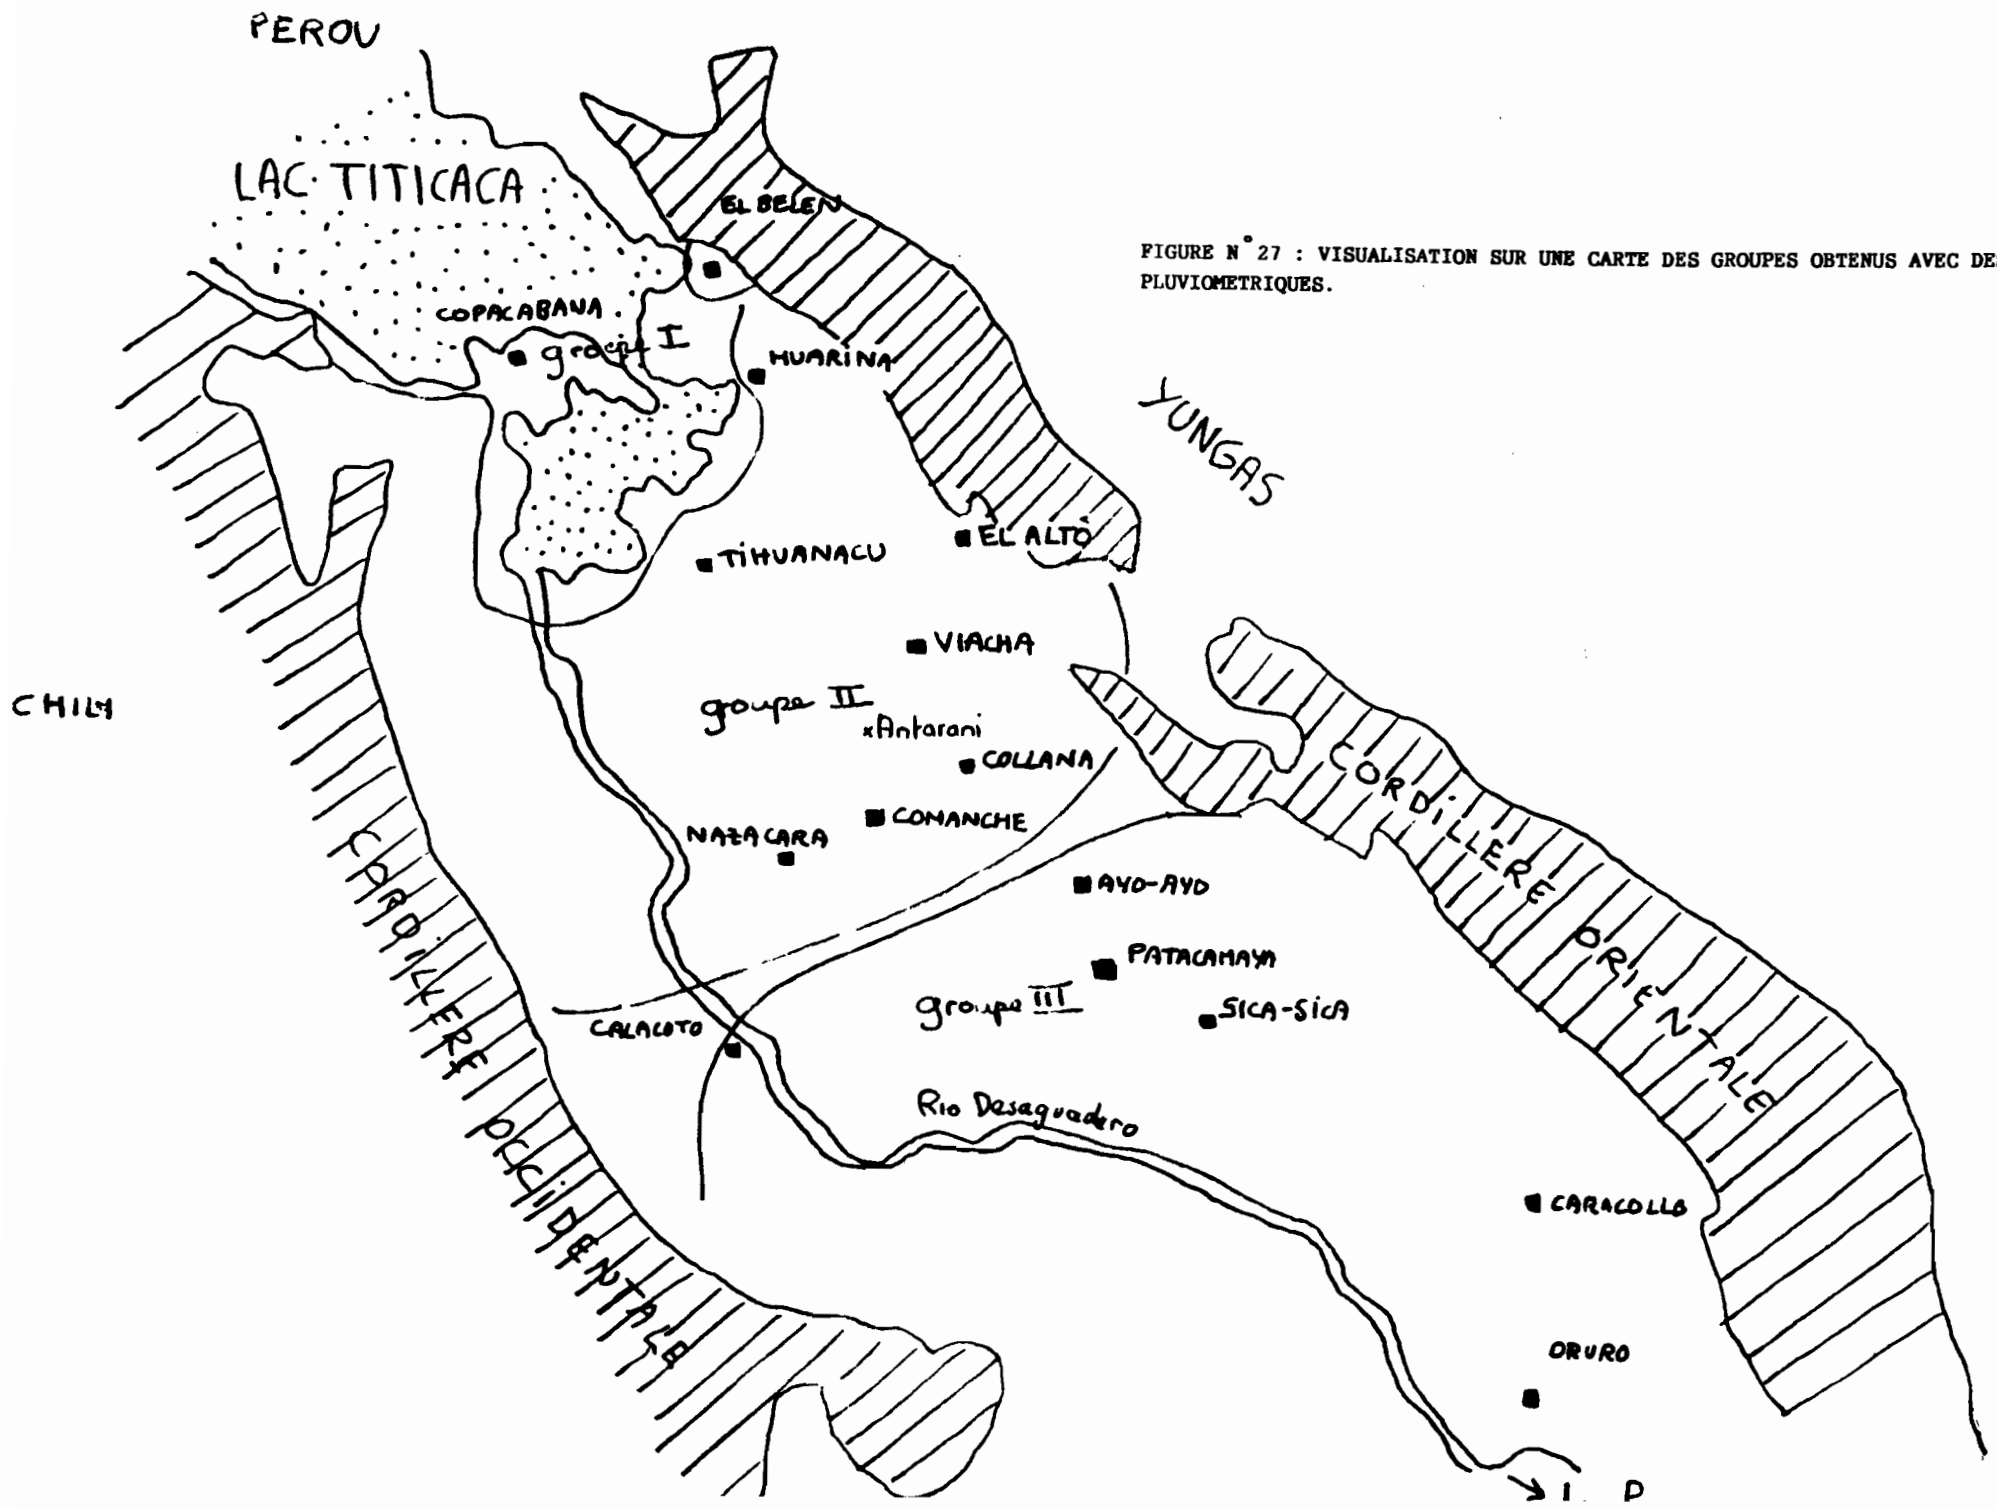 PEROU
LAC TITICACA
EL BELEN
FIGURE N° 27 : VISUALISATION SUR UNE CARTE DES GROUPES OBTENUS AVEC DE
PLUVIOMETRIQUES.
COPACABANA
groupe I
HUARINA
YUNGAS
EL ALTO
TIHUANACU
VIACHA
CHILI
groupe II
Antarani
COLLANA
COMANCHE
NAZACARA
CORDILLERE ORIENTALE
AYO-AYO
PATACAMAYA
groupe III
SICA-SICA
CALACOTO
CORDILLERE OCCIDENTALE
Rio Desaguadero
CARACOLLO
ORURO